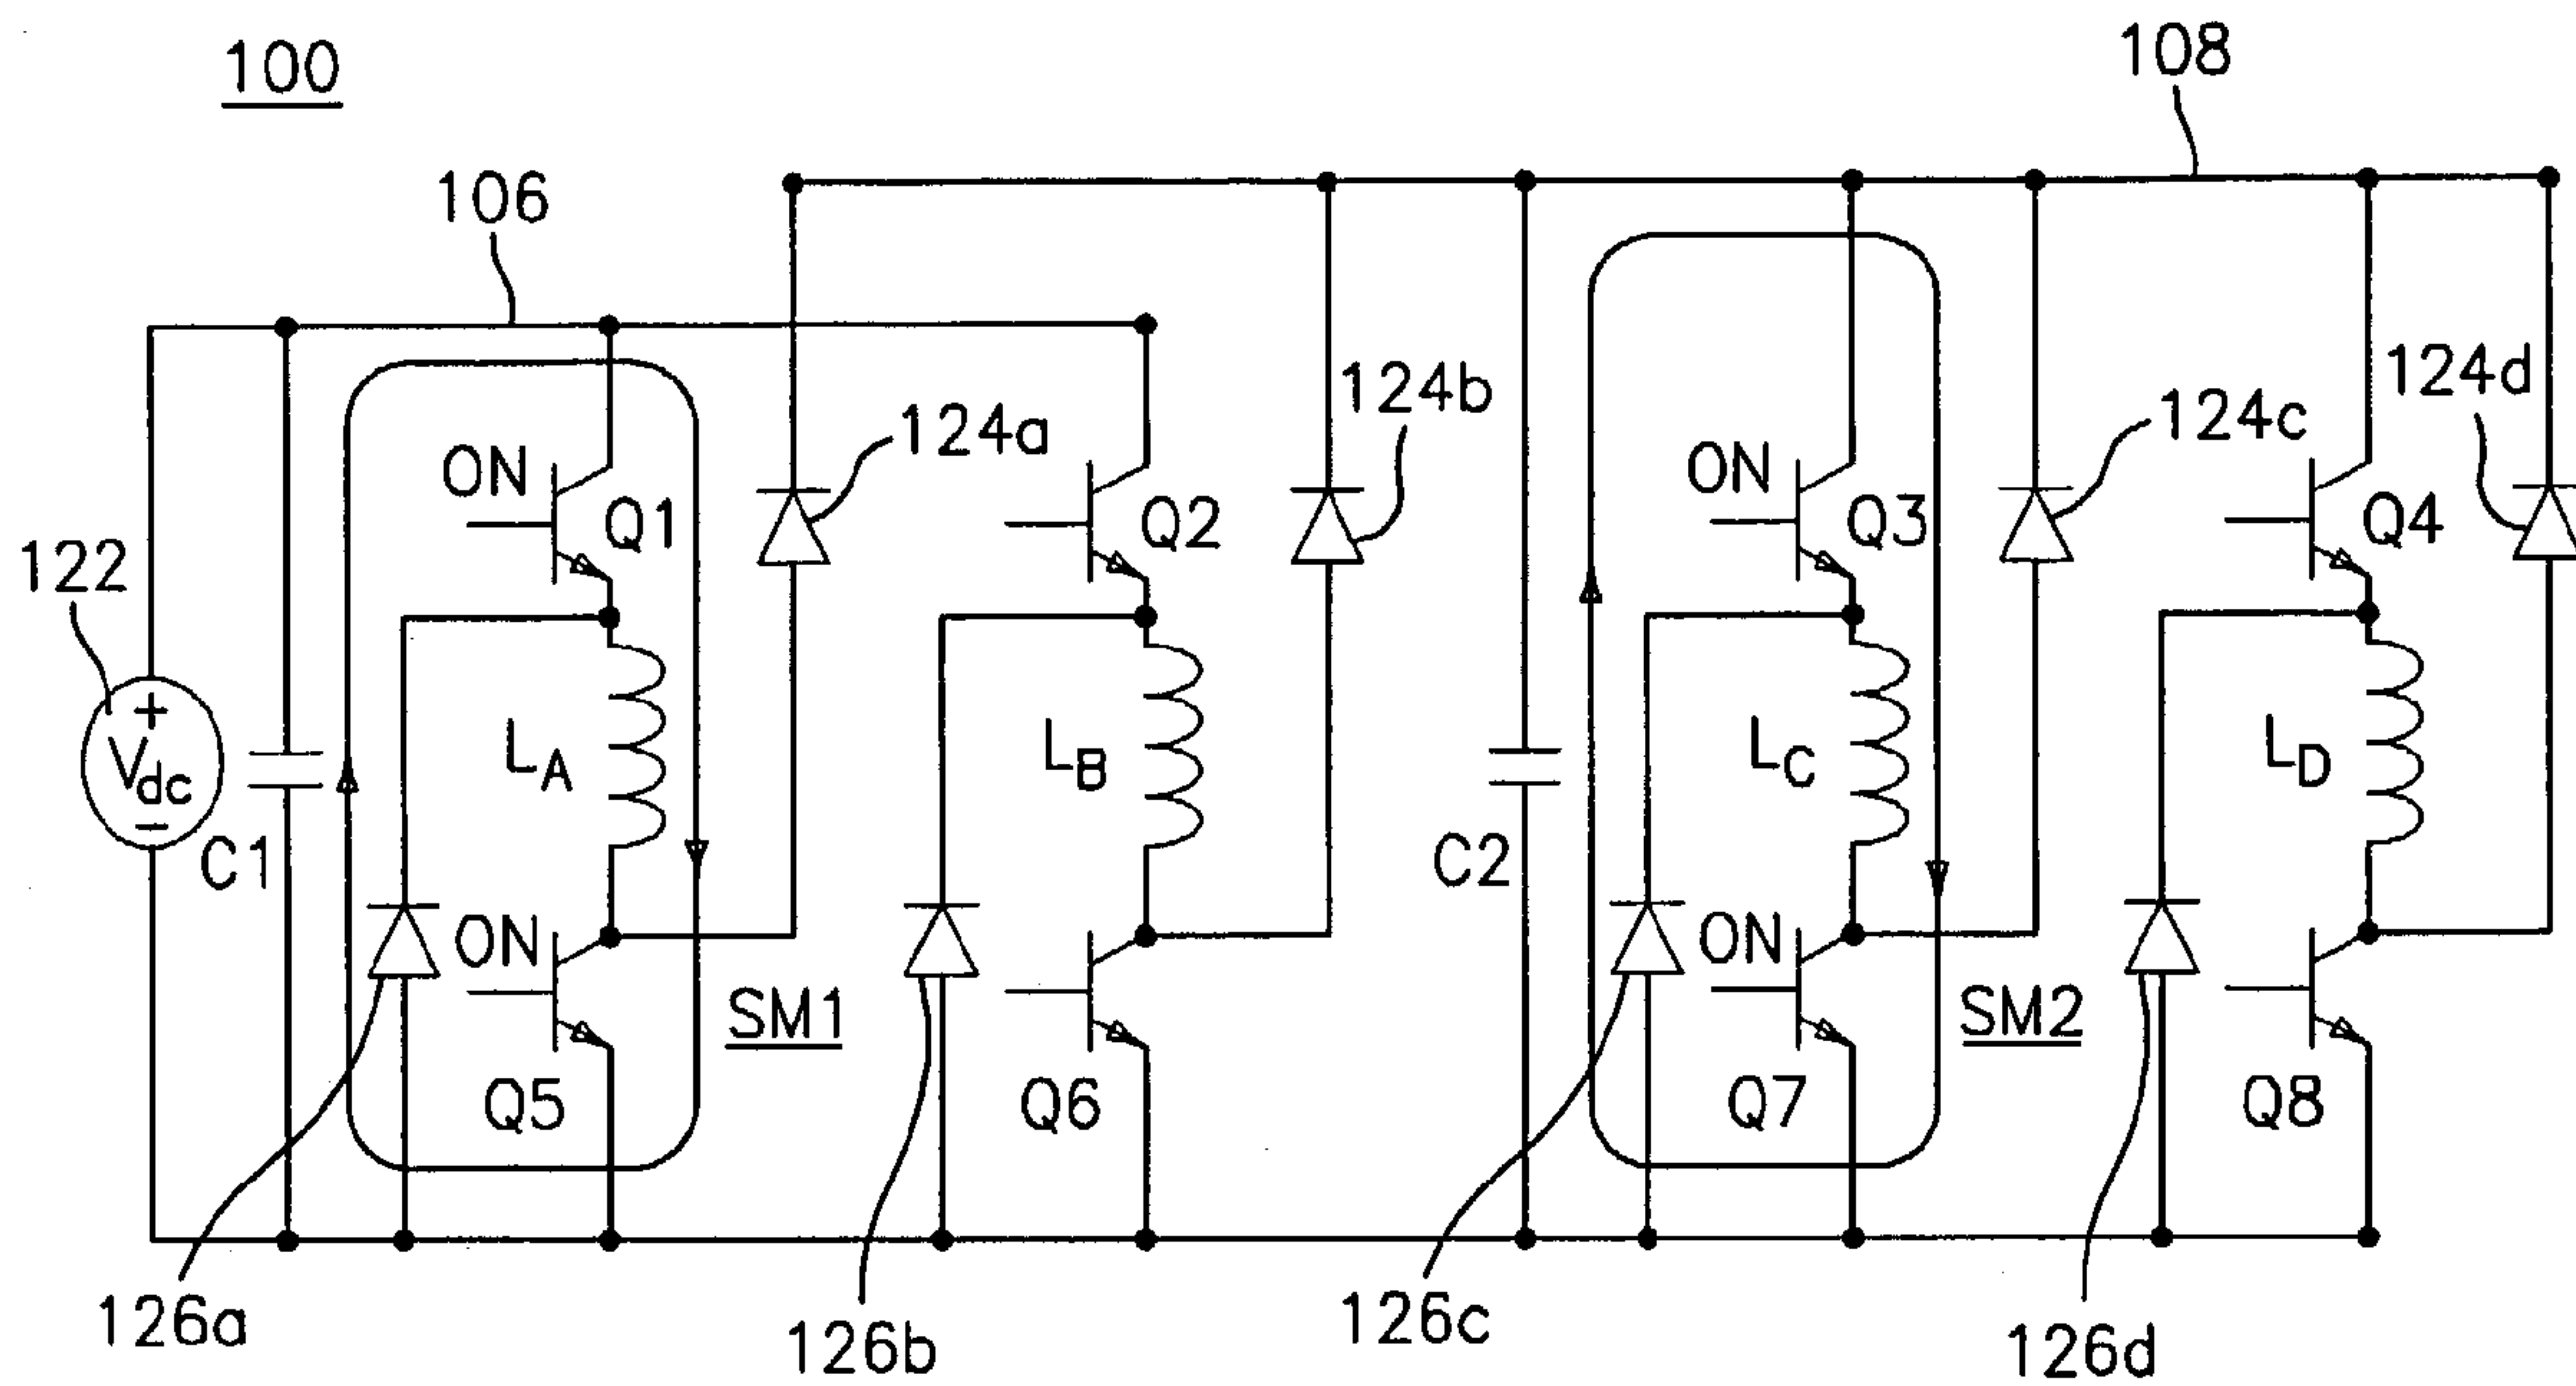 100
108
106
124a
124b
124c
124d
ON
Q1
Q2
ON
Q3
Q4
122
+
Vdc
−
C1
LA
LB
C2
LC
LD
ON
Q5
SM1
Q6
ON
Q7
SM2
Q8
126a
126b
126c
126d